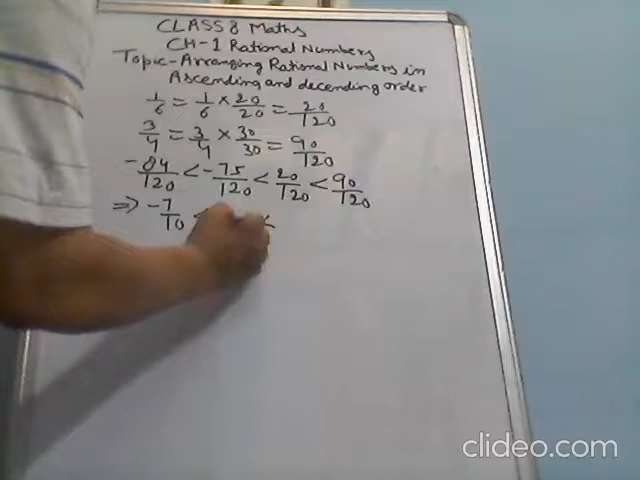 CLASS 8 Maths
CH-1 Rational Numbers
Topic-Arranging Rational Numbers in
Ascending and decending order
1/6 = 1/6 × 20/20 = 20/120
3/4 = 3/4 × 30/30 = 90/120
-84/120 < -75/120 < 20/120 < 90/120
⇒ -7/10 < <
clideo.com